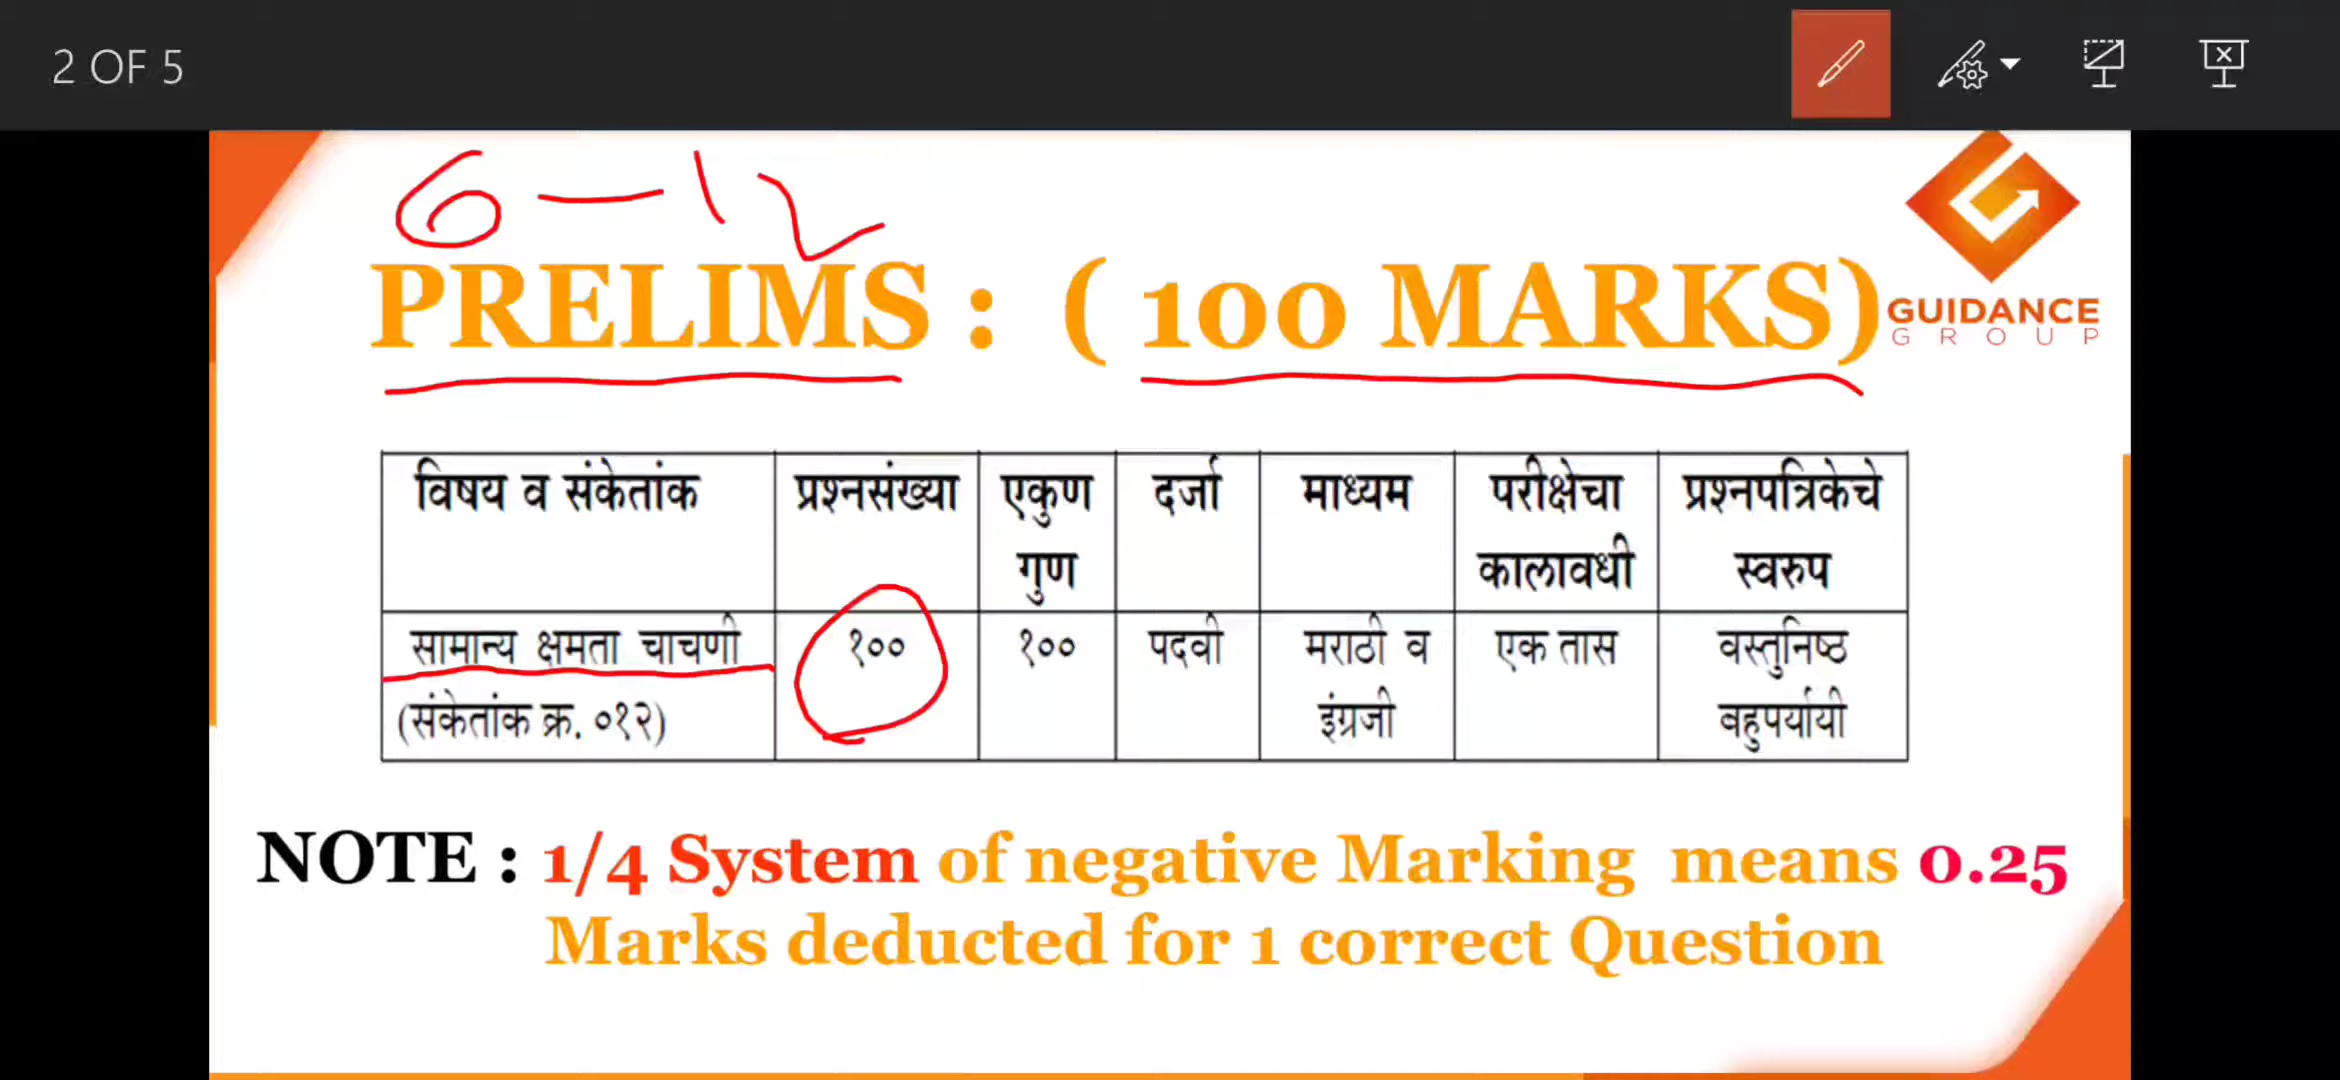 2 OF 5
6-12
PRELIMS : ( 100 MARKS)
GUIDANCE
GROUP
विषय व संकेतांक प्रश्नसंख्या एकुण गुण दर्जा माध्यम परीक्षेचा कालावधी प्रश्नपत्रिकेचे स्वरुप
सामान्य क्षमता चाचणी (संकेतांक क्र. ०१२) १०० १०० पदवी मराठी व इंग्रजी एक तास वस्तुनिष्ठ बहुपर्यायी
NOTE : 1/4 System of negative Marking means 0.25
Marks deducted for 1 correct Question